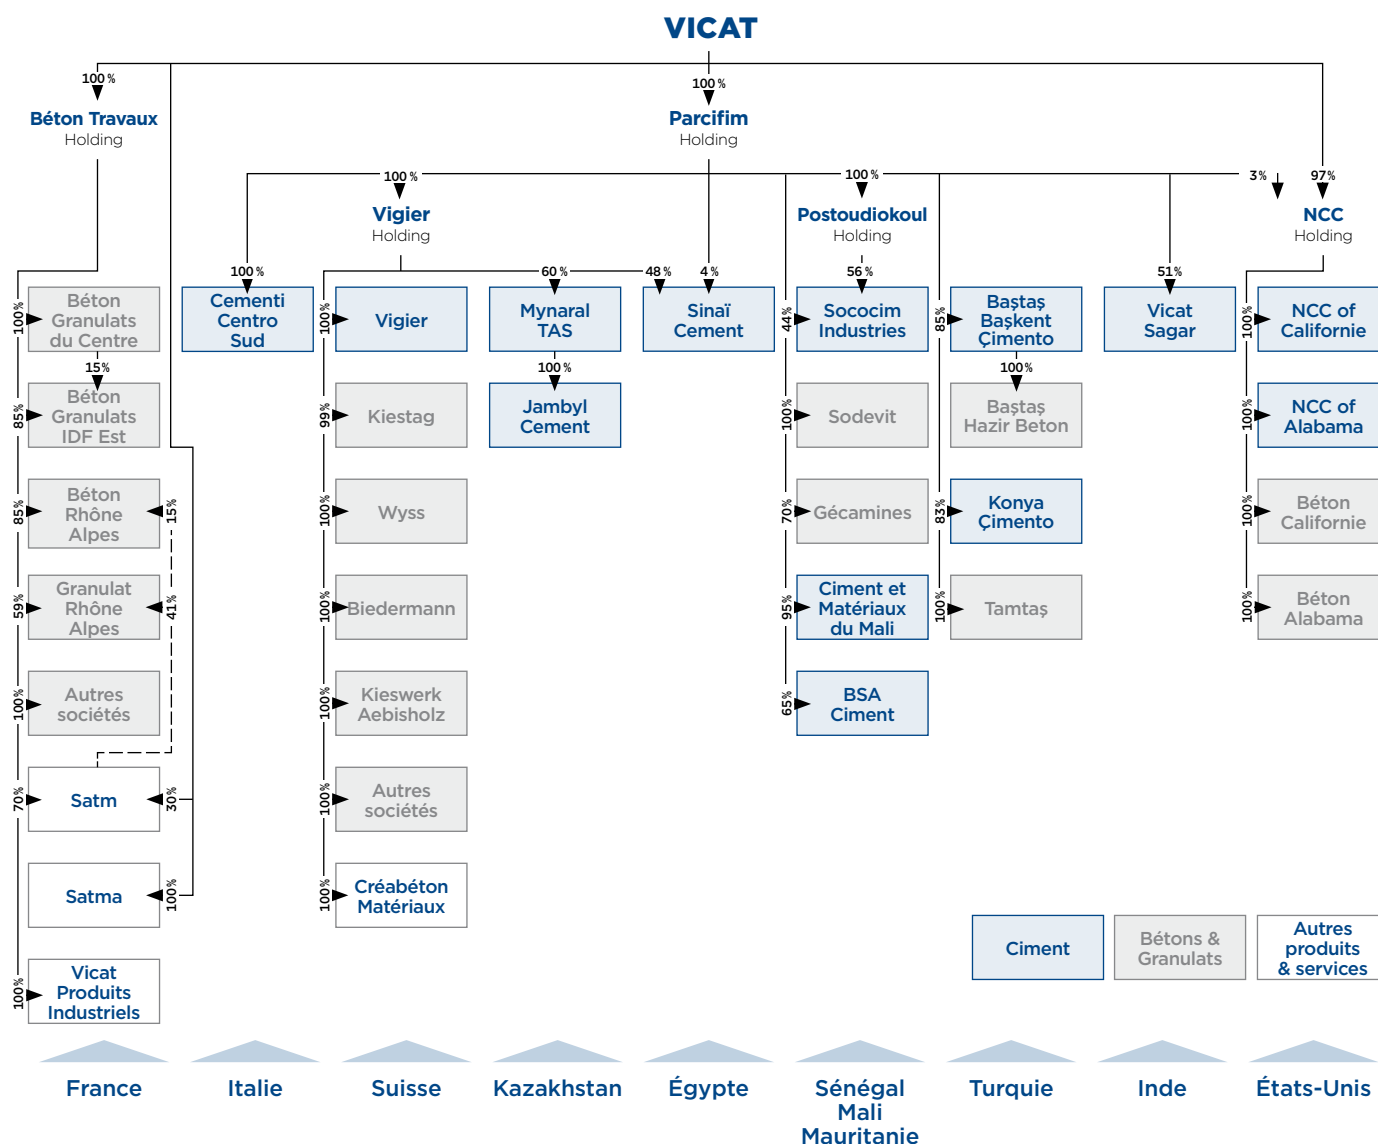 VICAT
100 %
100 %
Béton Travaux
Holding
Parcifim
Holding
100 %
100 %
3 %
97%
Vigier
Holding
Postoudiokoul
Holding
NCC
Holding
100 %
60 %
48 %
4 %
56 %
51 %
100%
Béton
Granulats
du Centre
Cementi
Centro
Sud
100%
Vigier
Mynaral
TAS
Sinaï
Cement
44%
Sococim
Industries
85%
Baştaş
Başkent
Çimento
Vicat
Sagar
100%
NCC of
Californie
15 %
100 %
100 %
85%
Béton
Granulats
IDF Est
99%
Kiestag
Jambyl
Cement
100%
Sodevit
Baştaş
Hazir Beton
100%
NCC of
Alabama
85%
Béton
Rhône
Alpes
15%
100%
Wyss
70%
Gécamines
83%
Konya
Çimento
100%
Béton
Californie
59%
Granulat
Rhône
Alpes
41%
100%
Biedermann
95%
Ciment et
Matériaux
du Mali
100%
Tamtaş
100%
Béton
Alabama
100%
Autres
sociétés
100%
Kieswerk
Aebisholz
65%
BSA
Ciment
70%
Satm
30%
100%
Autres
sociétés
Satma
100%
100%
Créabéton
Matériaux
Ciment
Bétons &
Granulats
Autres
produits
& services
100%
Vicat
Produits
Industriels
France
Italie
Suisse
Kazakhstan
Égypte
Sénégal
Mali
Mauritanie
Turquie
Inde
États-Unis